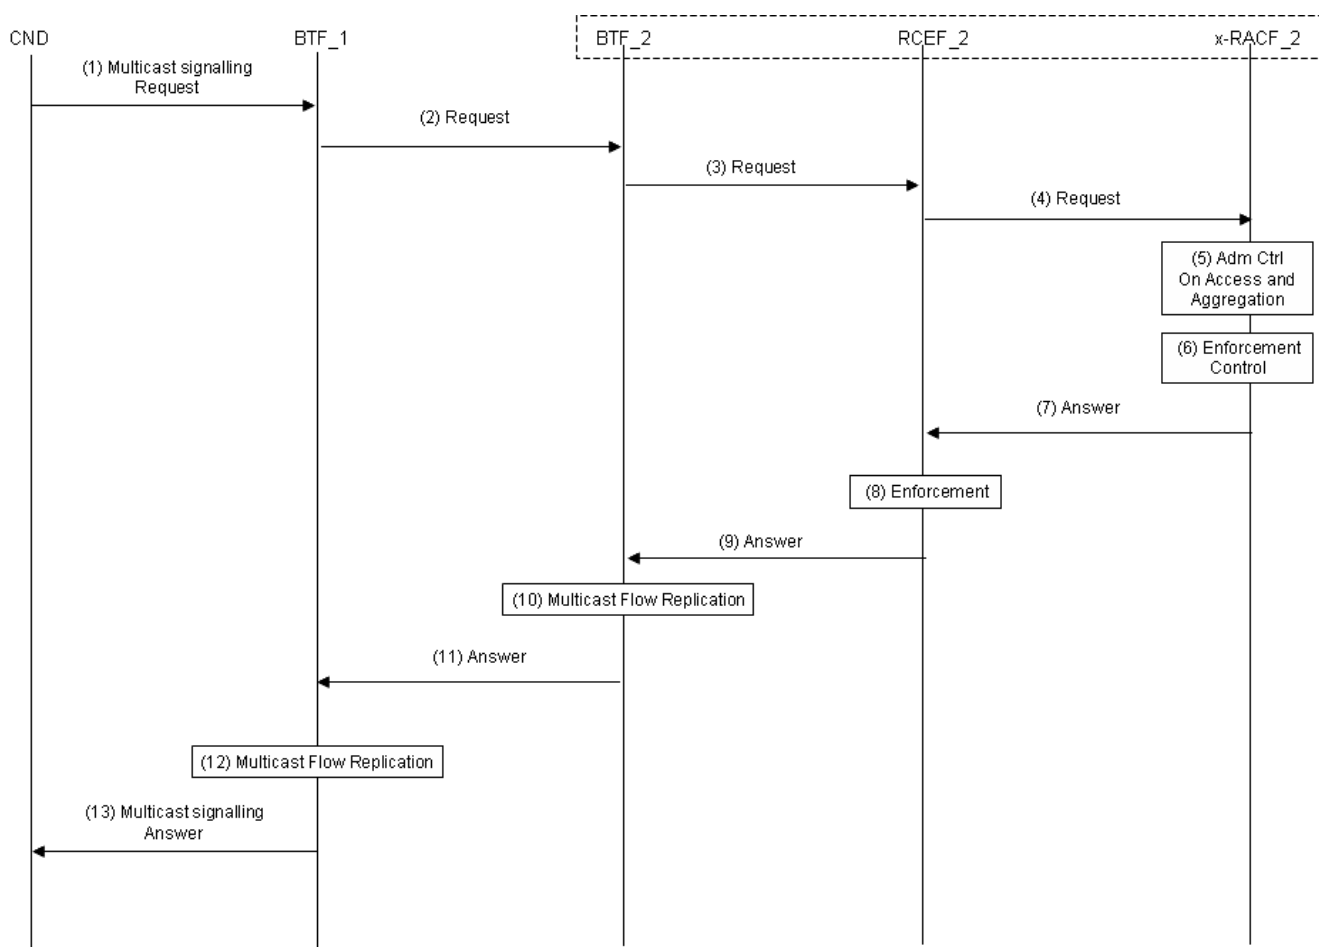 CND
BTF_1
BTF_2
RCEF_2
x-RACF_2
(1) Multicast signalling
Request
(2) Request
(3) Request
(4) Request
(5) Adm Ctrl
On Access and
Aggregation
(6) Enforcement
Control
(7) Answer
(8) Enforcement
(9) Answer
(10) Multicast Flow Replication
(11) Answer
(12) Multicast Flow Replication
(13) Multicast signalling
Answer